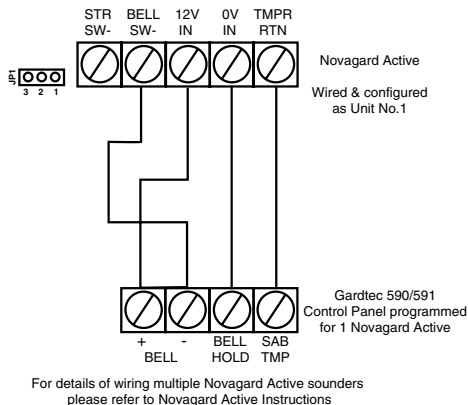 STR BELL 12V 0V TMPR
SW- SW- IN IN RTN
JP1
3 2 1
Novagard Active
Wired & configured
as Unit No.1
Gardtec 590/591
Control Panel programmed
for 1 Novagard Active
+ - BELL SAB
BELL HOLD TMP
For details of wiring multiple Novagard Active sounders
please refer to Novagard Active Instructions